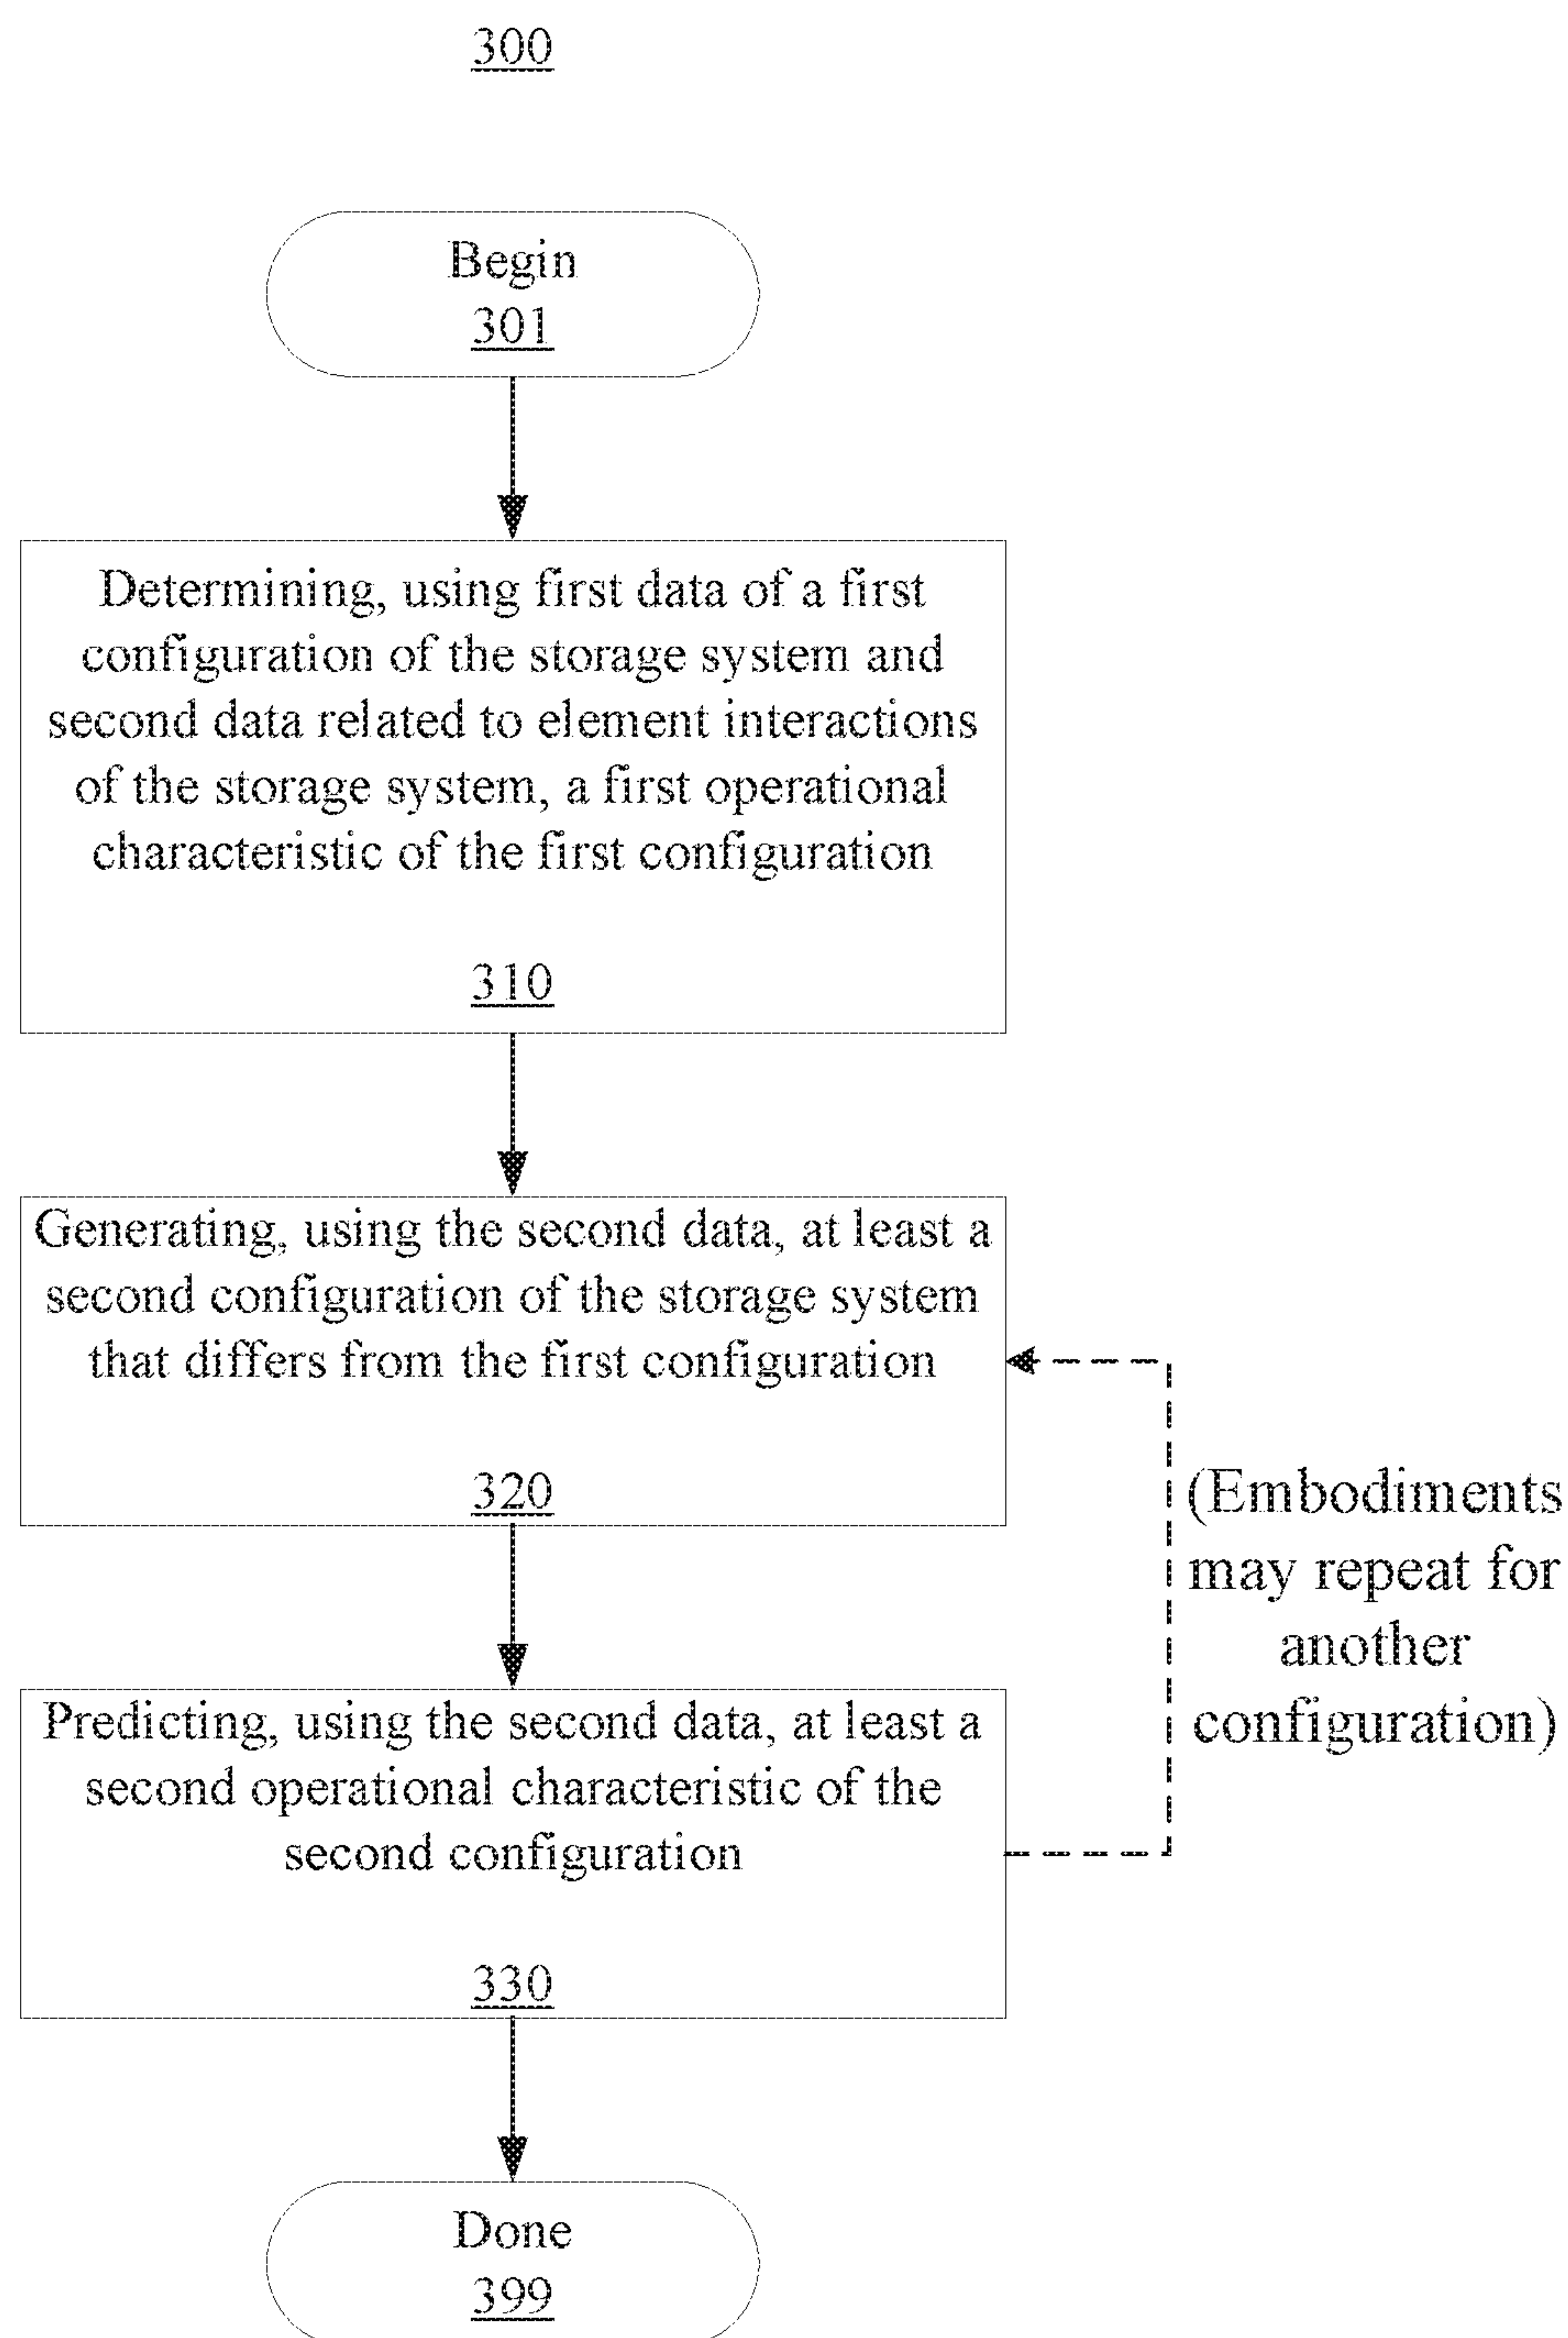 300
Begin
301
Determining, using first data of a first
configuration of the storage system and
second data related to element interactions
of the storage system, a first operational
characteristic of the first configuration
310
Generating, using the second data, at least a
second configuration of the storage system
that differs from the first configuration
320
(Embodiments
may repeat for
another
configuration)
Predicting, using the second data, at least a
second operational characteristic of the
second configuration
330
Done
399